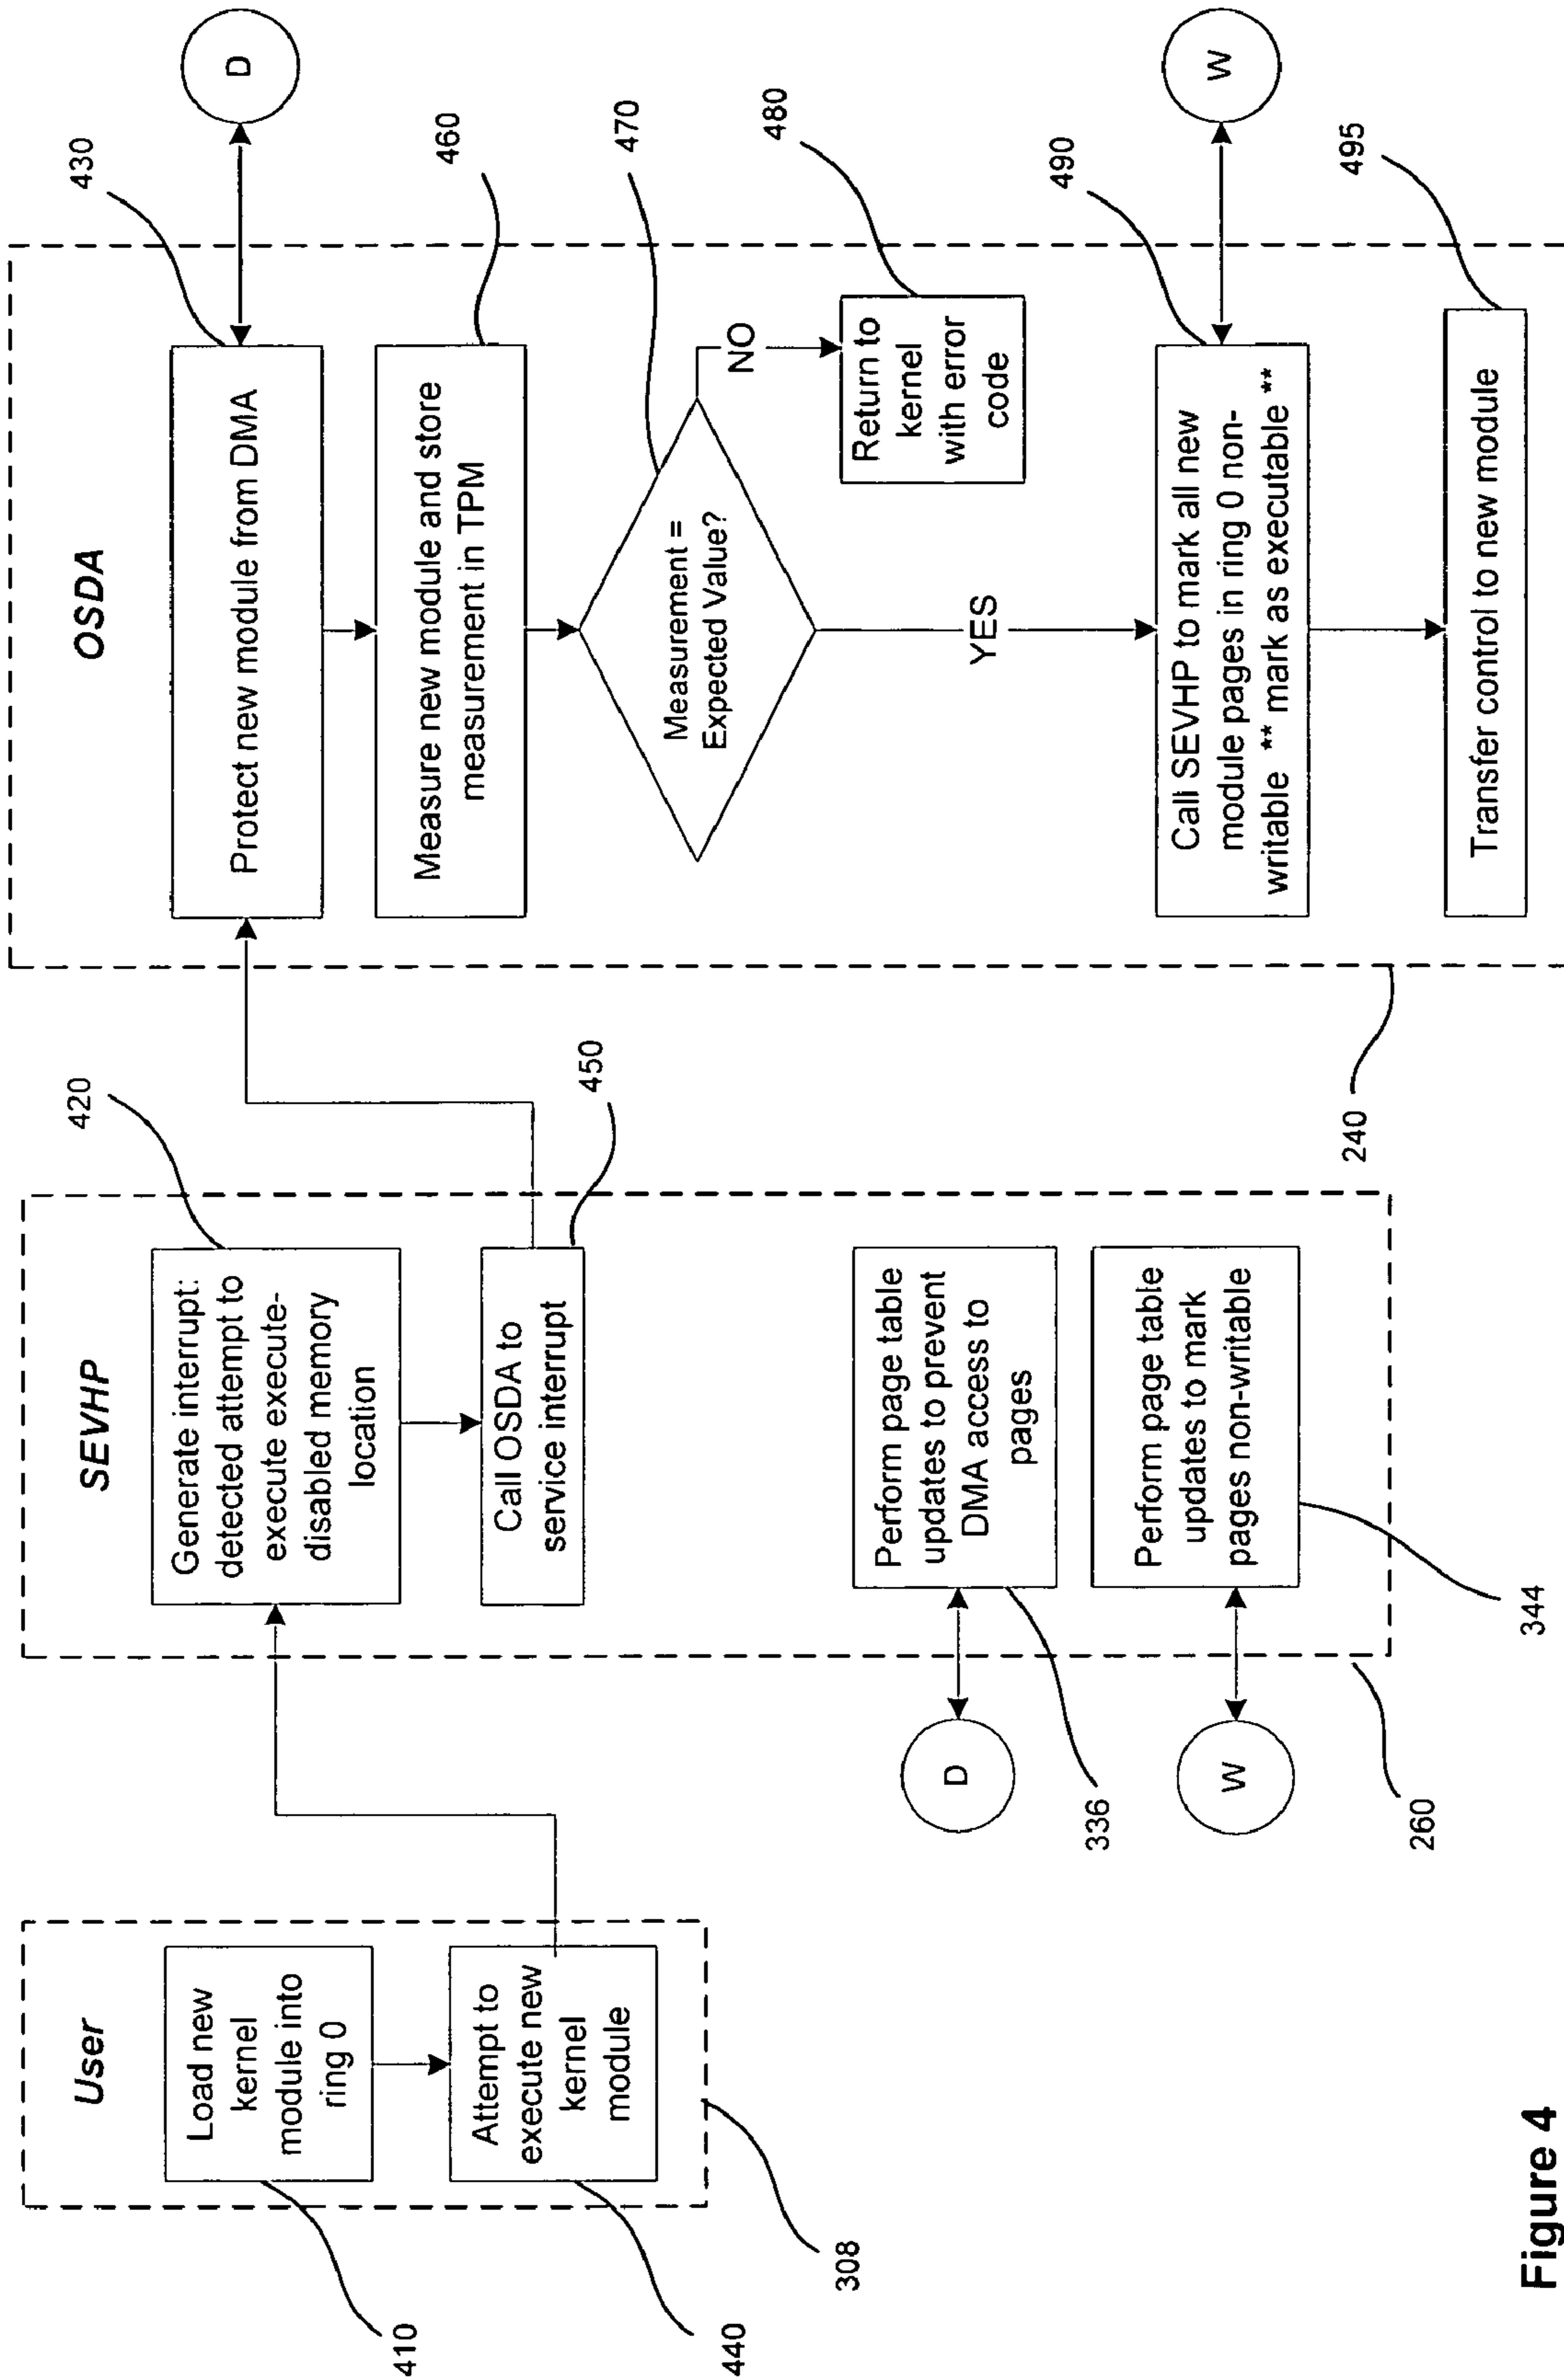 User
Load new
kernel
module into
ring 0
Attempt to
execute new
kernel
module
410
440
308
SEVHP
Generate interrupt:
detected attempt to
execute execute-
disabled memory
location
Call OSDA to
service interrupt
420
450
Perform page table
updates to prevent
DMA access to
pages
Perform page table
updates to mark
pages non-writable
D
W
336
344
260
OSDA
Protect new module from DMA
Measure new module and store
measurement in TPM
Measurement =
Expected Value?
NO
Return to
kernel
with error
code
YES
Call SEVHP to mark all new
module pages in ring 0 non-
writable ** mark as executable **
Transfer control to new module
240
430
D
460
470
480
490
W
495
Figure 4